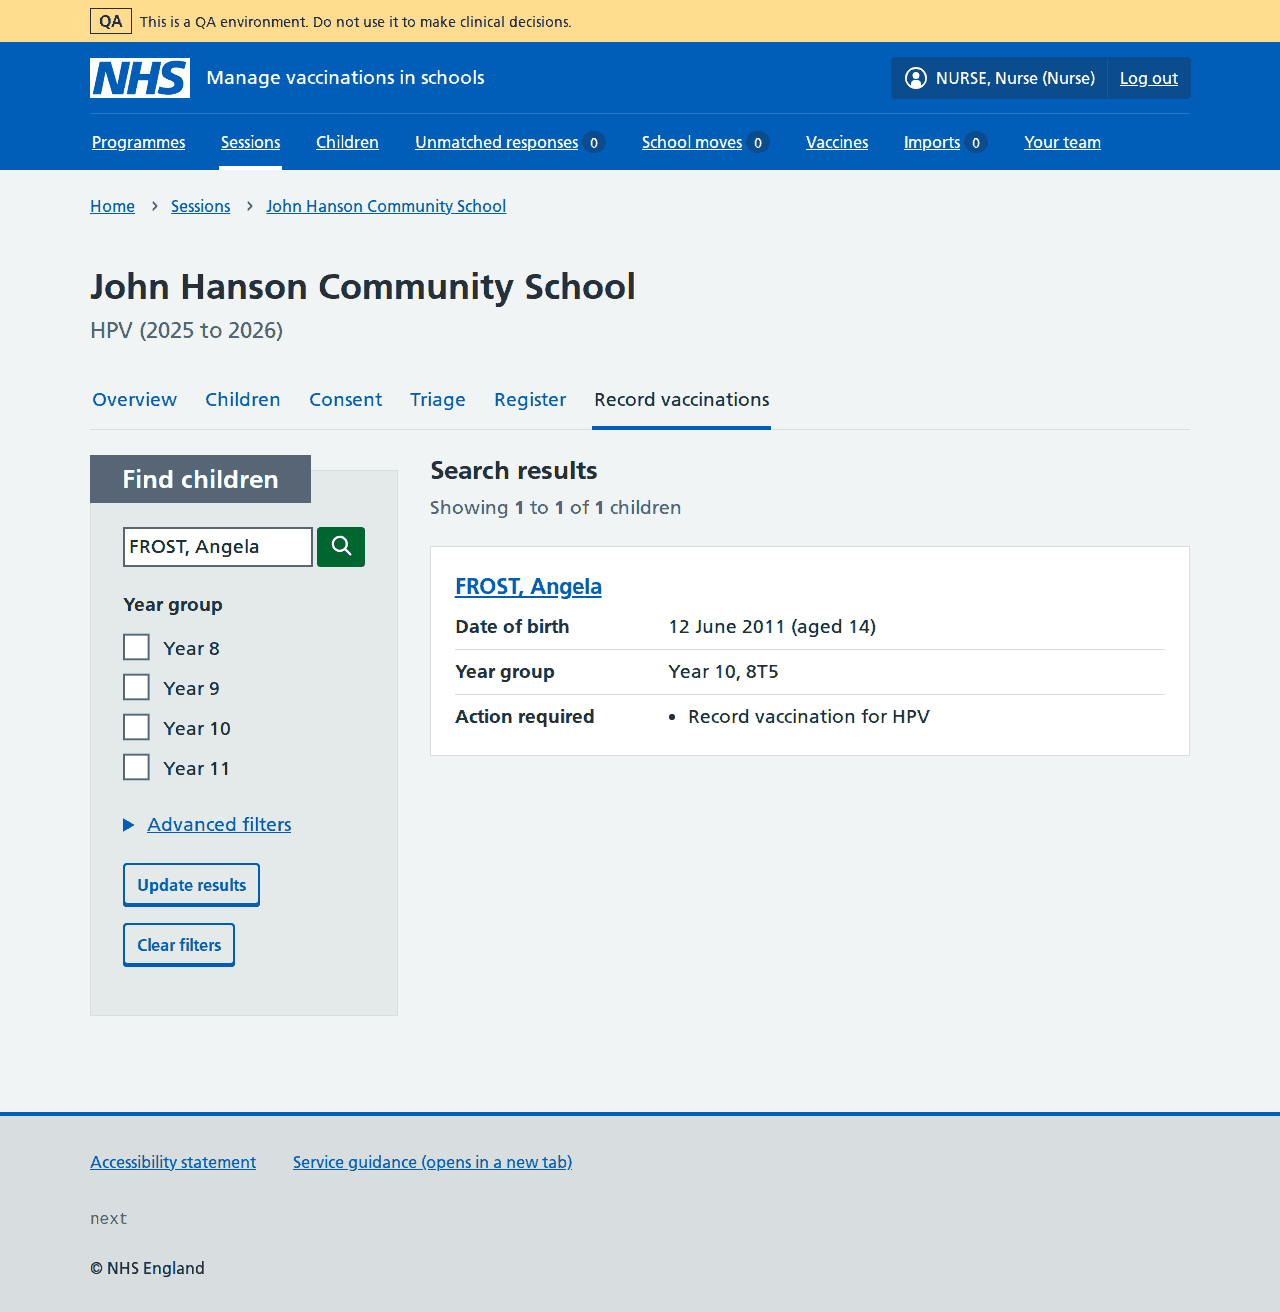 QA This is a QA environment. Do not use it to make clinical decisions.
NHS Manage vaccinations in schools NURSE, Nurse (Nurse) Log out
Programmes Sessions Children Unmatched responses 0 School moves 0 Vaccines Imports 0 Your team
Home Sessions John Hanson Community School
John Hanson Community School
HPV (2025 to 2026)
Overview Children Consent Triage Register Record vaccinations
Find children
FROST, Angela
Year group
Year 8
Year 9
Year 10
Year 11
Advanced filters
Update results
Clear filters
Search results
Showing 1 to 1 of 1 children
FROST, Angela
Date of birth 12 June 2011 (aged 14)
Year group Year 10, 8T5
Action required • Record vaccination for HPV
Accessibility statement Service guidance (opens in a new tab)
next
© NHS England